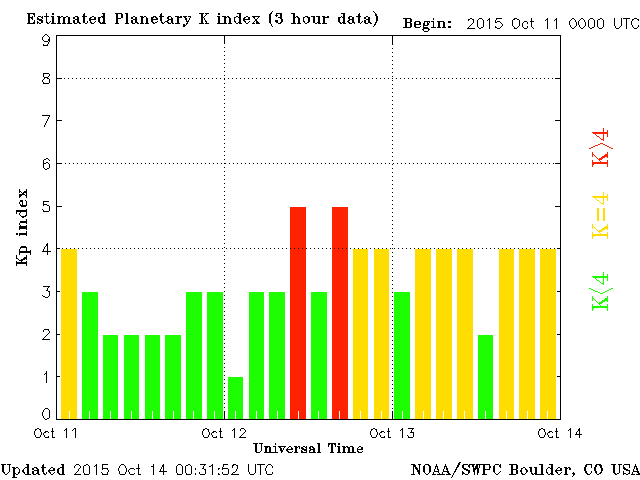 Estimated Planetary K index (3 hour data)
Begin: 2015 Oct 11 0000 UTC
9
8
7
6
5
4
3
2
1
0
Kp index
K>4
K=4
K<4
Oct 11
Oct 12
Oct 13
Oct 14
Universal Time
Updated 2015 Oct 14 00:31:52 UTC
NOAA/SWPC Boulder, CO USA